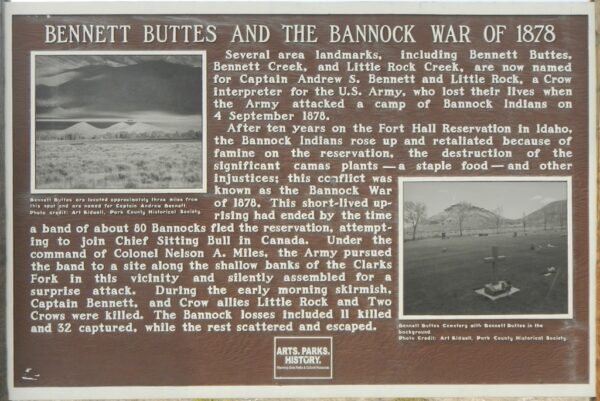 BENNETT BUTTES AND THE BANNOCK WAR OF 1878
Several area landmarks, including Bennett Buttes,
Bennett Creek, and Little Rock Creek, are now named
for Captain Andrew S. Bennett and Little Rock, a Crow
interpreter for the U.S. Army, who lost their lives when
the Army attacked a camp of Bannock Indians on
4 September 1878.
After ten years on the Fort Hall Reservation in Idaho,
the Bannock Indians rose up and retaliated because of
famine on the reservation, the destruction of the
significant camas plants — a staple food — and other
injustices; this conflict was
known as the Bannock War
of 1878. This short-lived up-
rising had ended by the time
a band of about 80 Bannocks fled the reservation, attempt-
ing to join Chief Sitting Bull in Canada. Under the
command of Colonel Nelson A. Miles, the Army pursued
the band to a site along the shallow banks of the Clarks
Fork in this vicinity and silently assembled for a
surprise attack. During the early morning skirmish,
Captain Bennett, and Crow allies Little Rock and Two
Crows were killed. The Bannock losses included 11 killed
and 32 captured, while the rest scattered and escaped.
Bennett Buttes are located approximately three miles from
this spot and are named for Captain Andrew Bennett.
Photo credit: Art Kidwell, Park County Historical Society
Bennett Buttes Cemetery with Bennett Buttes in the
background.
Photo Credit: Art Kidwell, Park County Historical Society
ARTS. PARKS.
HISTORY.
Wyoming State Parks & Cultural Resources